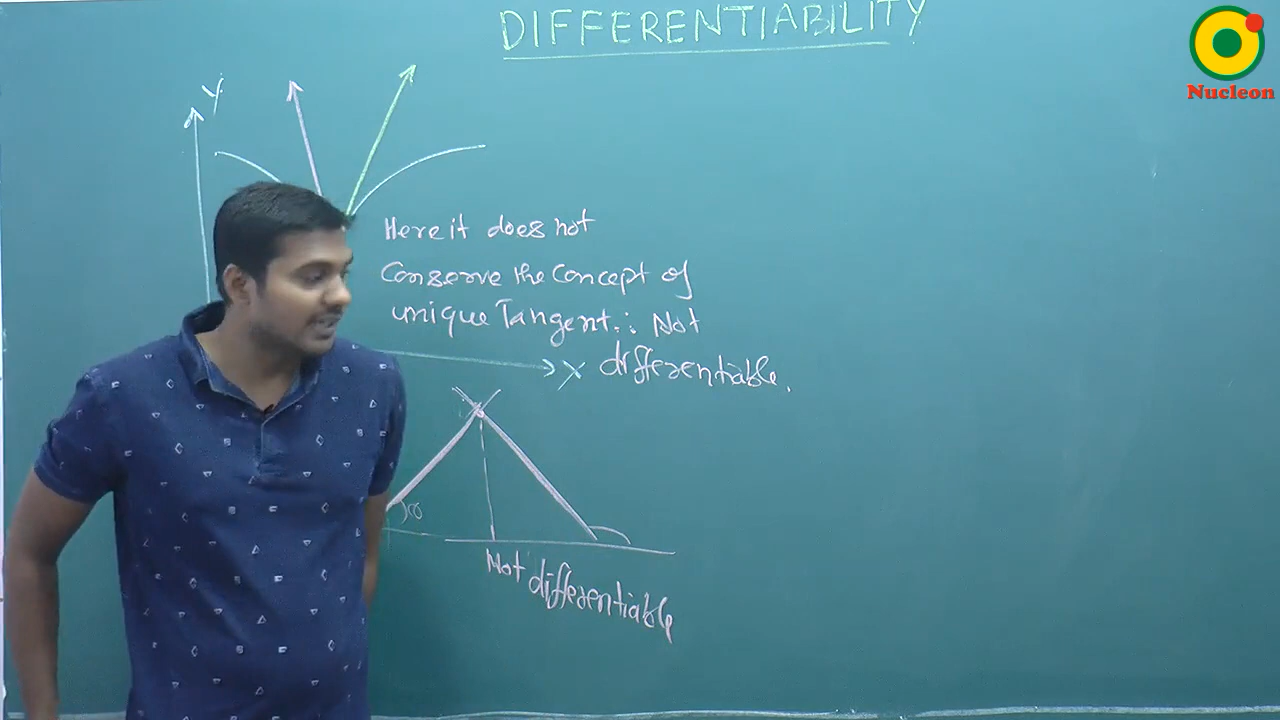 DIFFERENTIABILITY
Nucleon
Y
Here it does not
Conserve the Concept of
unique Tangent. ∴ Not
X differentiable.
Not differentiable